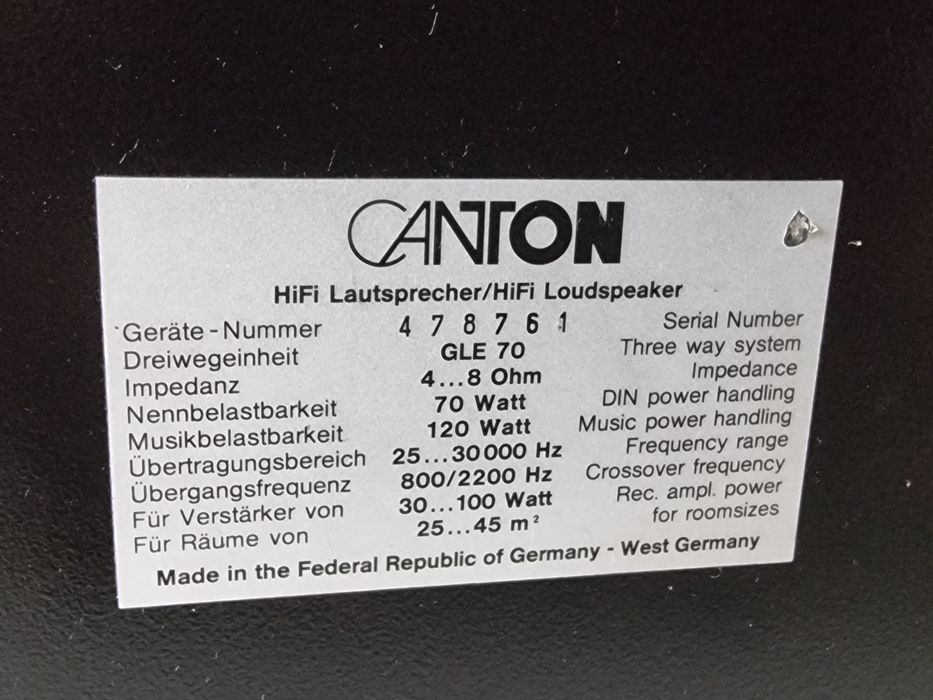 CANTON
HiFi Lautsprecher/HiFi Loudspeaker
Geräte-Nummer 478761 Serial Number
Dreiwegeinheit GLE 70 Three way system
Impedanz 4...8 Ohm Impedance
Nennbelastbarkeit 70 Watt DIN power handling
Musikbelastbarkeit 120 Watt Music power handling
Übertragungsbereich 25...30000 Hz Frequency range
Übergangsfrequenz 800/2200 Hz Crossover frequency
Für Verstärker von 30...100 Watt Rec. ampl. power
Für Räume von 25...45 m² for roomsizes
Made in the Federal Republic of Germany - West Germany